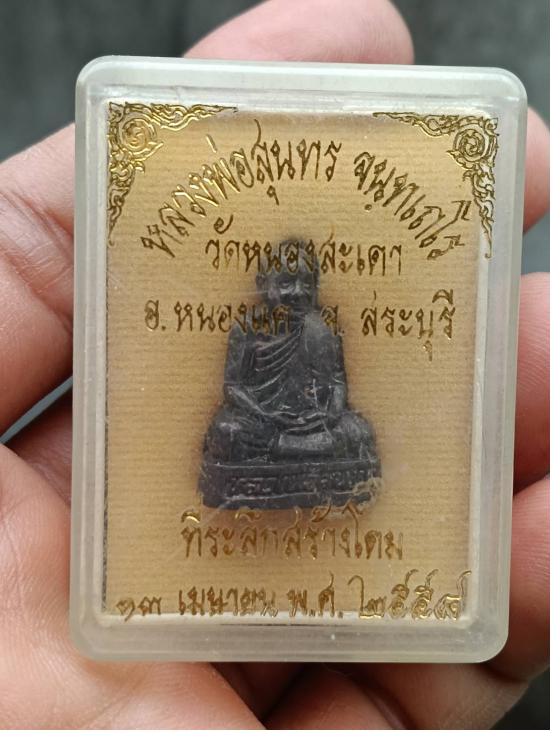 หลวงพ่อสุนทร จนฺทเถโร
วัดหนองสะเดา
อ.หนองแค จ. สระบุรี
ที่ระลึกสร้างโดม
๑๓ เมษายน พ.ศ. ๒๕๕๘